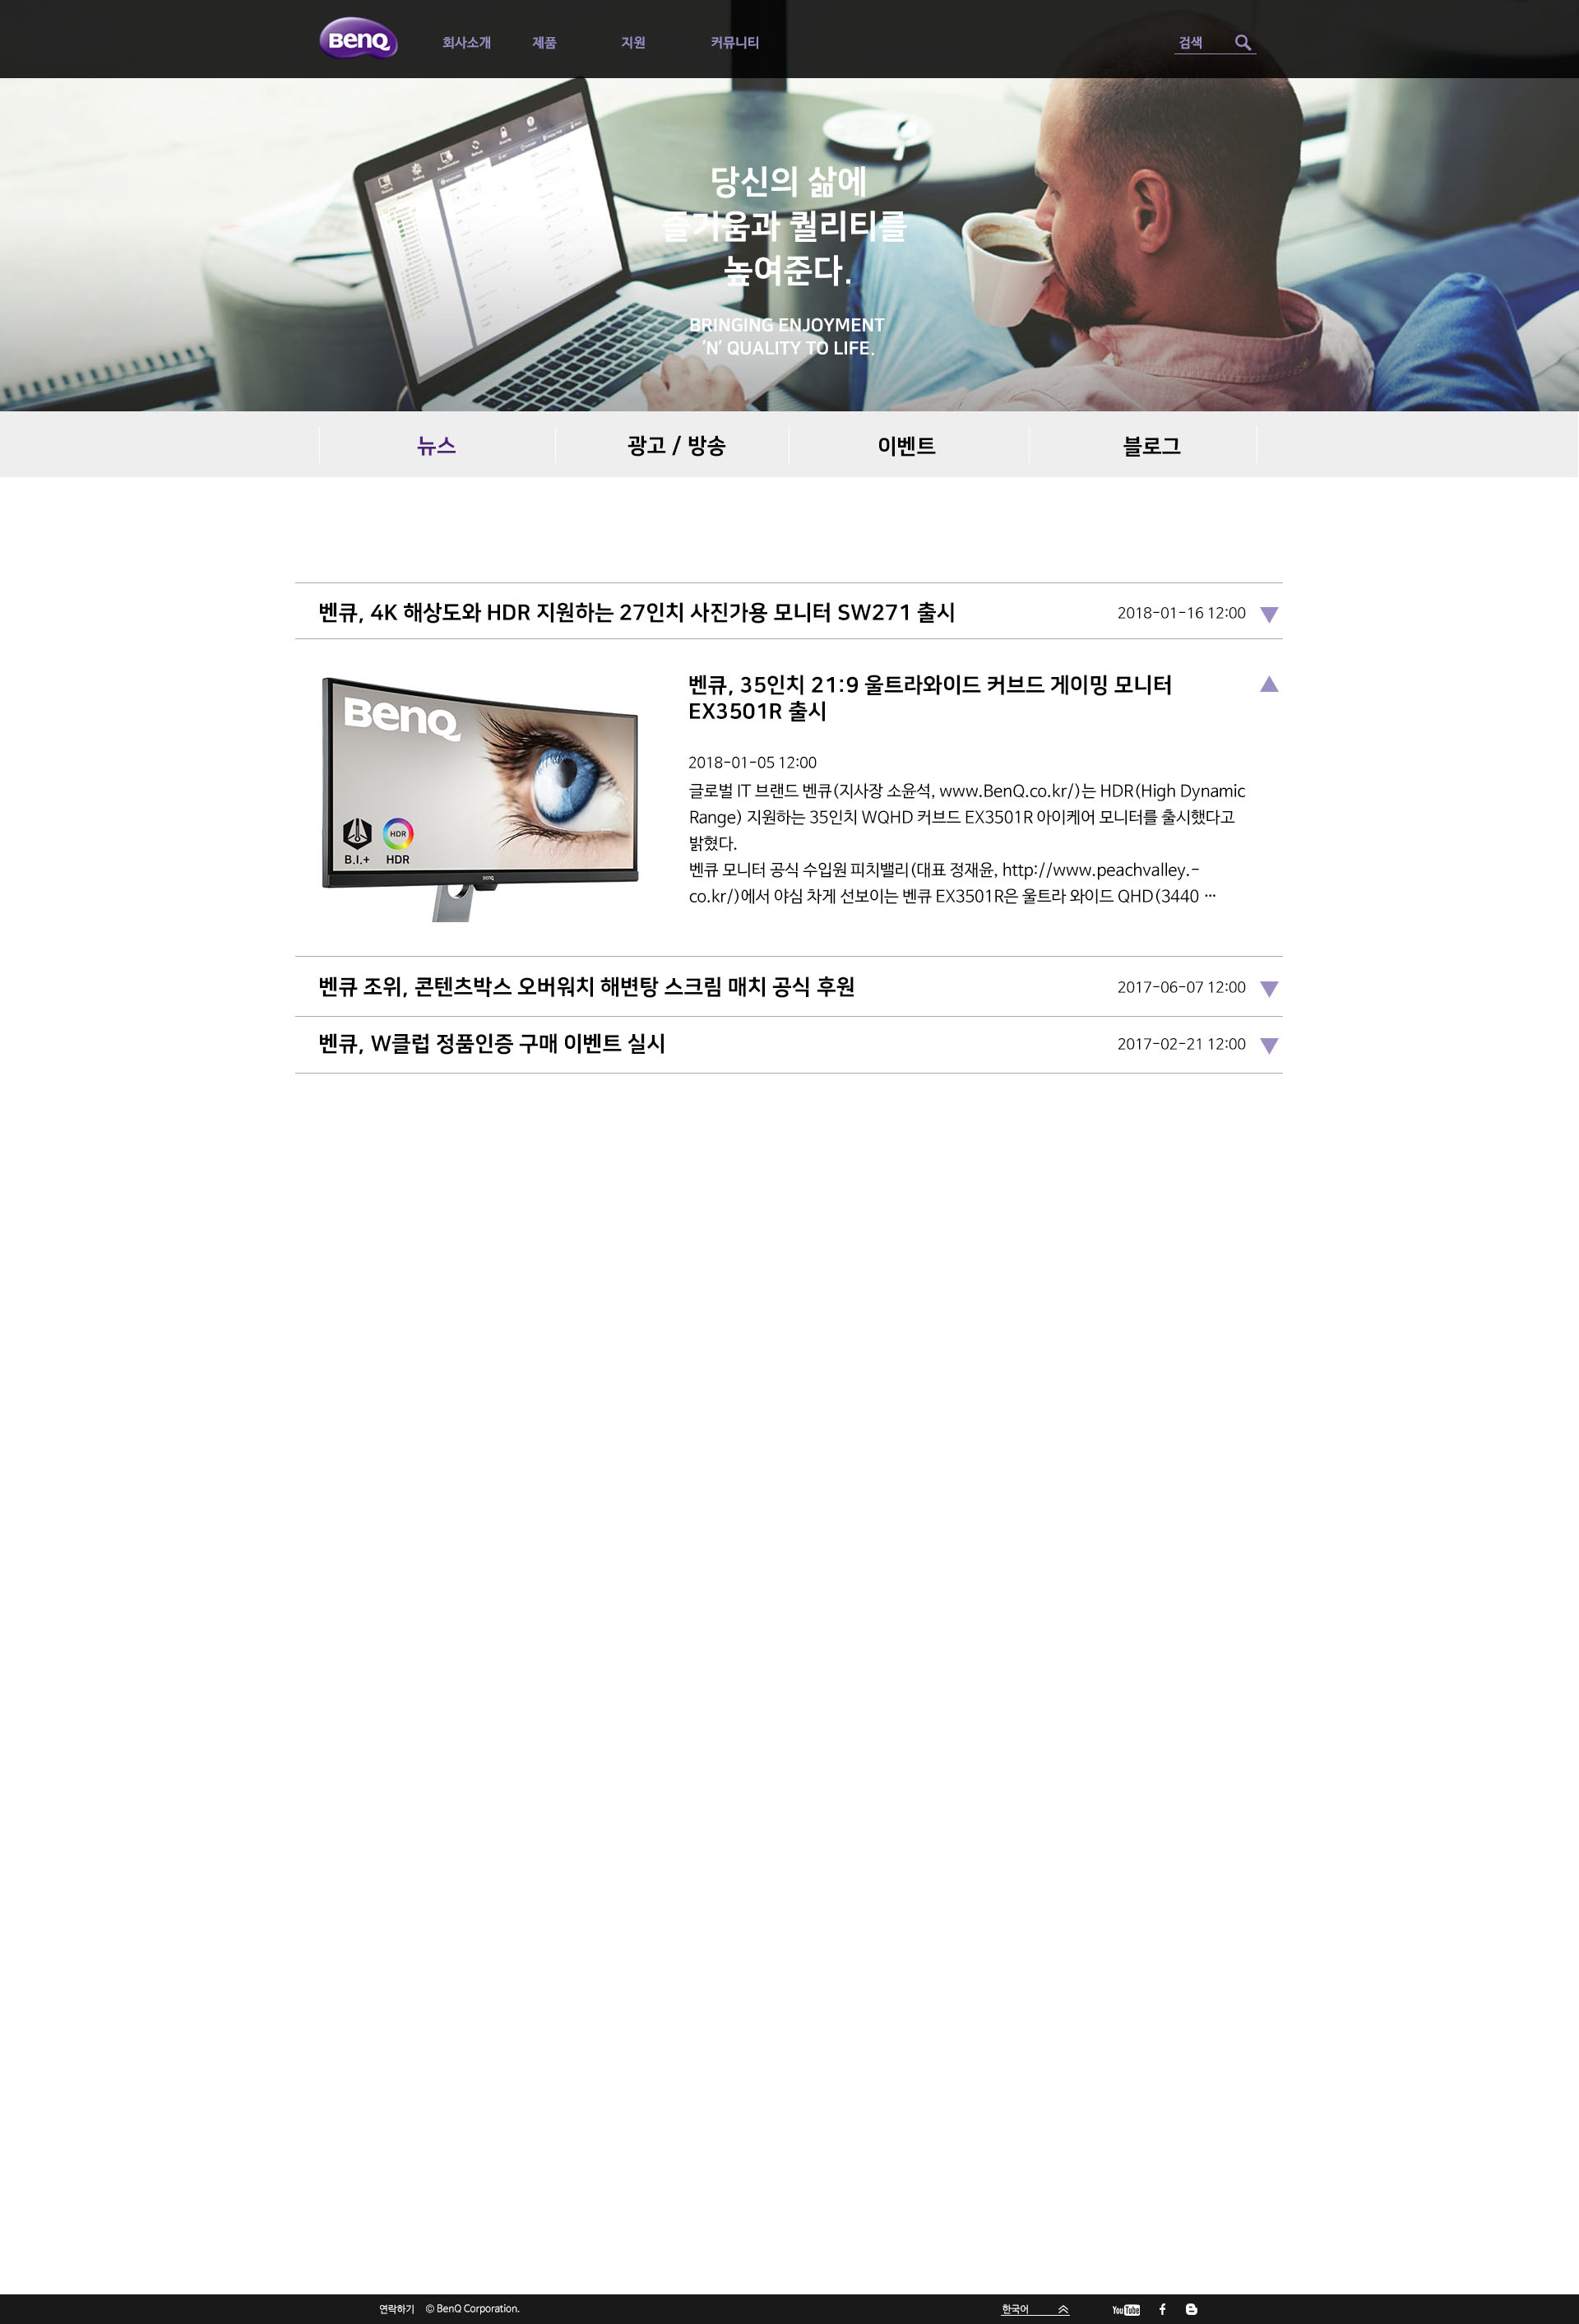 BenQ
회사소개 제품 지원 커뮤니티 검색
당신의 삶에
즐거움과 퀄리티를
높여준다.
BRINGING ENJOYMENT
'N' QUALITY TO LIFE.
뉴스 광고 / 방송 이벤트 블로그
벤큐, 4K 해상도와 HDR 지원하는 27인치 사진가용 모니터 SW271 출시 2018-01-16 12:00
BenQ
HDR
B.I.+ HDR
BenQ
벤큐, 35인치 21:9 울트라와이드 커브드 게이밍 모니터
EX3501R 출시
2018-01-05 12:00
글로벌 IT 브랜드 벤큐(지사장 소윤석, www.BenQ.co.kr/)는 HDR(High Dynamic
Range) 지원하는 35인치 WQHD 커브드 EX3501R 아이케어 모니터를 출시했다고
밝혔다.
벤큐 모니터 공식 수입원 피치밸리(대표 정재윤, http://www.peachvalley.-
co.kr/)에서 야심 차게 선보이는 벤큐 EX3501R은 울트라 와이드 QHD(3440 ···
벤큐 조위, 콘텐츠박스 오버워치 해변탕 스크림 매치 공식 후원 2017-06-07 12:00
벤큐, W클럽 정품인증 구매 이벤트 실시 2017-02-21 12:00
연락하기 © BenQ Corporation. 한국어 YouTube